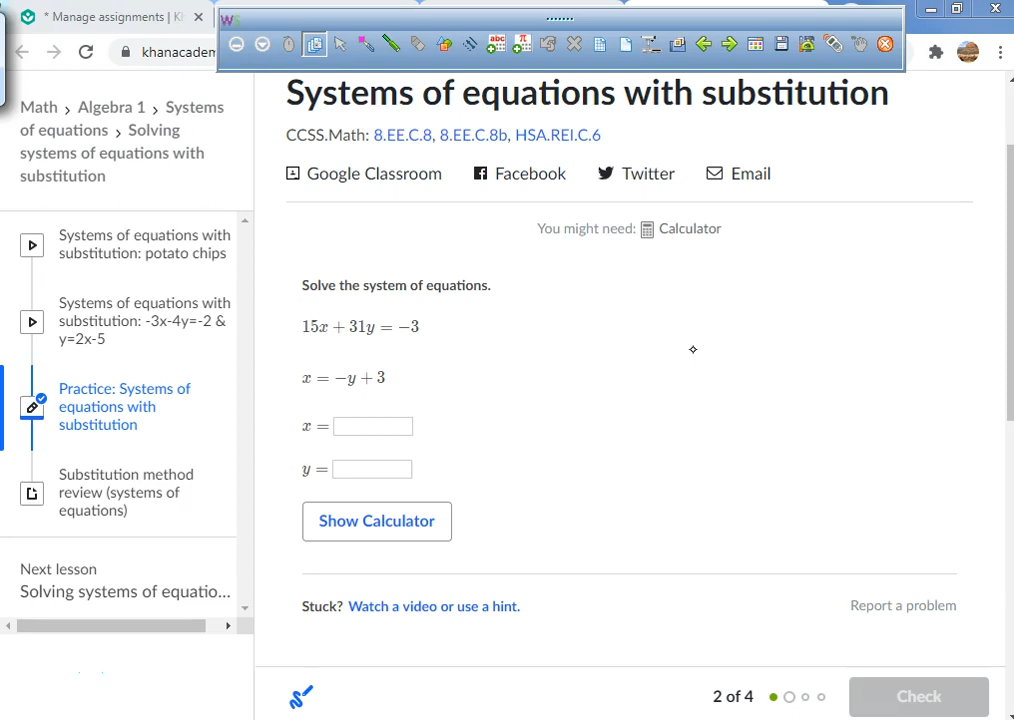 * Manage assignments | Kh
khanacadem
Math > Algebra 1 > Systems
of equations > Solving
systems of equations with
substitution
Systems of equations with
substitution: potato chips
Systems of equations with
substitution: -3x-4y=-2 &
y=2x-5
Practice: Systems of
equations with
substitution
Substitution method
review (systems of
equations)
Next lesson
Solving systems of equatio...
Systems of equations with substitution
CCSS.Math: 8.EE.C.8, 8.EE.C.8b, HSA.REI.C.6
Google Classroom Facebook Twitter Email
You might need: Calculator
Solve the system of equations.
15x + 31y = −3
x = −y + 3
x =
y =
Show Calculator
Stuck? Watch a video or use a hint.
Report a problem
2 of 4
Check